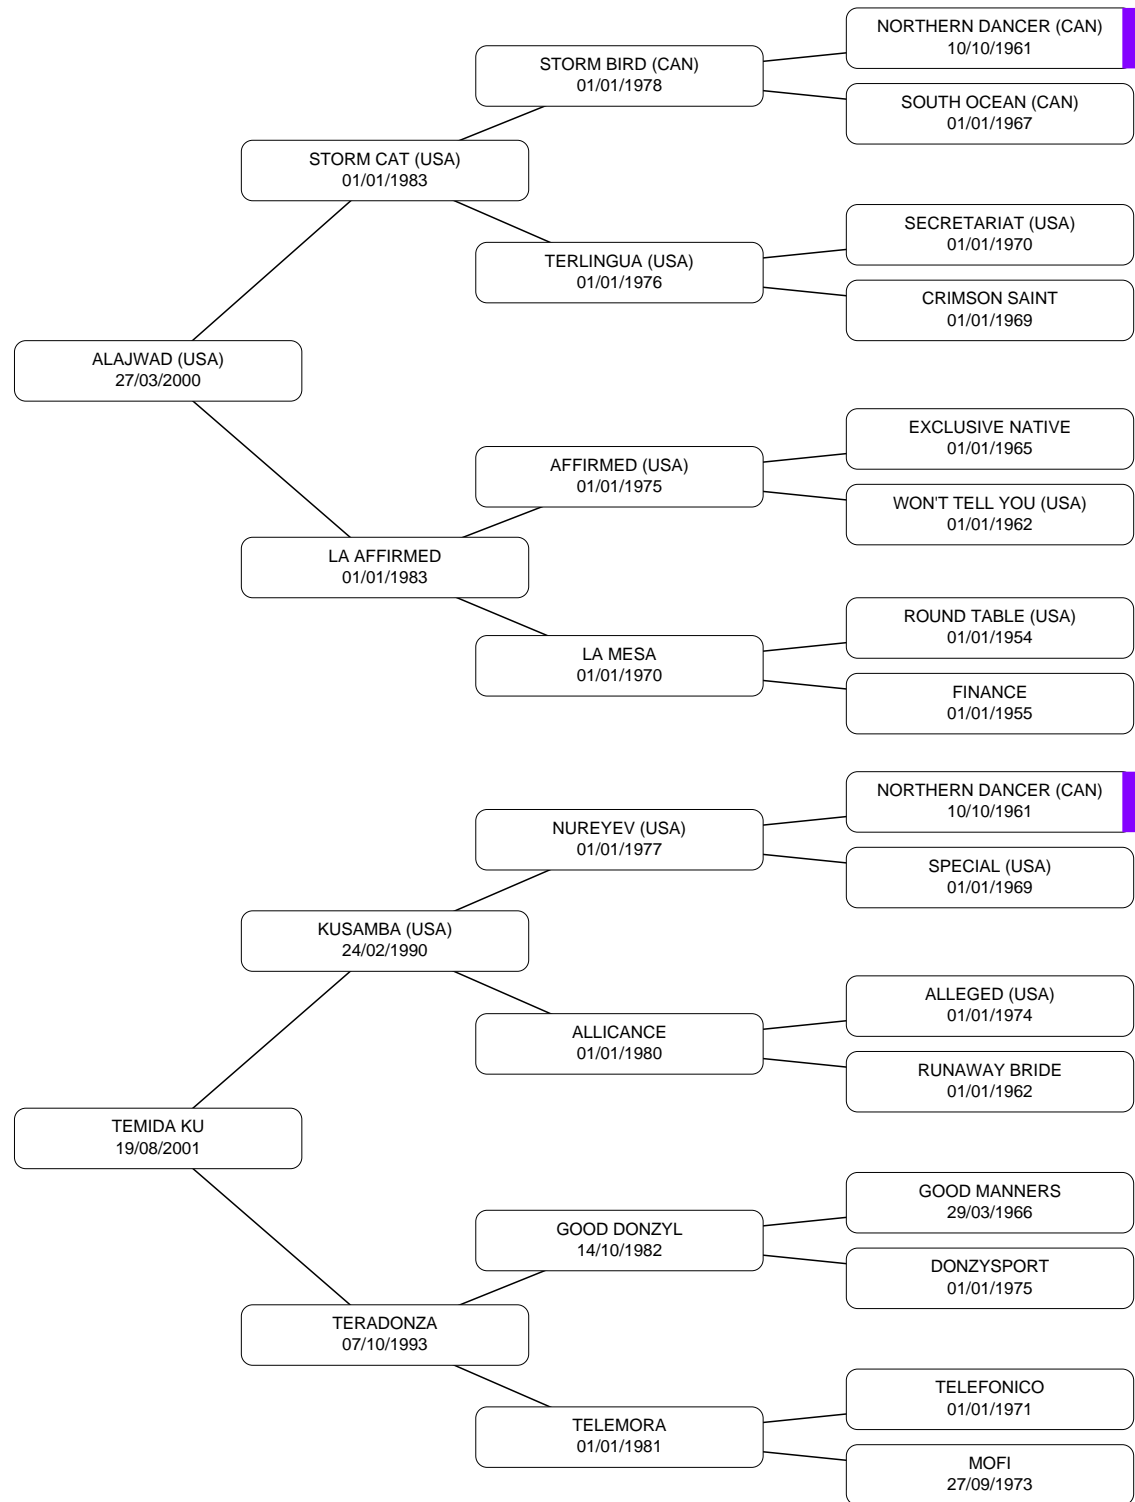 NORTHERN DANCER (CAN)
10/10/1961
STORM BIRD (CAN)
01/01/1978
SOUTH OCEAN (CAN)
01/01/1967
STORM CAT (USA)
01/01/1983
SECRETARIAT (USA)
01/01/1970
TERLINGUA (USA)
01/01/1976
CRIMSON SAINT
01/01/1969
ALAJWAD (USA)
27/03/2000
EXCLUSIVE NATIVE
01/01/1965
AFFIRMED (USA)
01/01/1975
WON'T TELL YOU (USA)
01/01/1962
LA AFFIRMED
01/01/1983
ROUND TABLE (USA)
01/01/1954
LA MESA
01/01/1970
FINANCE
01/01/1955
NORTHERN DANCER (CAN)
10/10/1961
NUREYEV (USA)
01/01/1977
SPECIAL (USA)
01/01/1969
KUSAMBA (USA)
24/02/1990
ALLEGED (USA)
01/01/1974
ALLICANCE
01/01/1980
RUNAWAY BRIDE
01/01/1962
TEMIDA KU
19/08/2001
GOOD MANNERS
29/03/1966
GOOD DONZYL
14/10/1982
DONZYSPORT
01/01/1975
TERADONZA
07/10/1993
TELEFONICO
01/01/1971
TELEMORA
01/01/1981
MOFI
27/09/1973